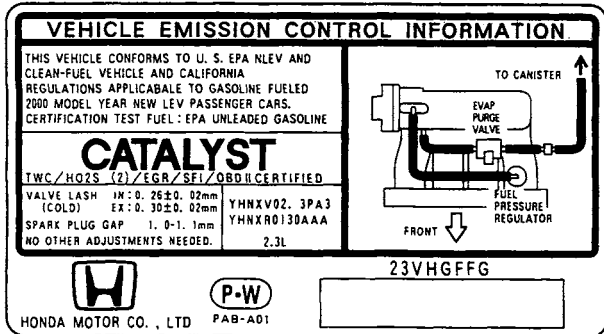 VEHICLE EMISSION CONTROL INFORMATION
THIS VEHICLE CONFORMS TO U. S. EPA NLEV AND
CLEAN-FUEL VEHICLE AND CALIFORNIA
REGULATIONS APPLICABALE TO GASOLINE FUELED
2000 MODEL YEAR NEW LEV PASSENGER CARS.
CERTIFICATION TEST FUEL: EPA UNLEADED GASOLINE
CATALYST
TWC/HO2S (2)/EGR/SFI/OBDⅡCERTIFIED
VALVE LASH IN:0. 26±0. 02mm
(COLD) EX:0. 30±0. 02mm
SPARK PLUG GAP 1. 0-1. 1mm
NO OTHER ADJUSTMENTS NEEDED.
YHNXV02. 3PA3
YHNXR0130AAA
2.3L
TO CANISTER
EVAP
PURGE
VALVE
FUEL
PRESSURE
REGULATOR
FRONT
HONDA MOTOR CO. , LTD
P·W
PAB-A01
23VHGFFG